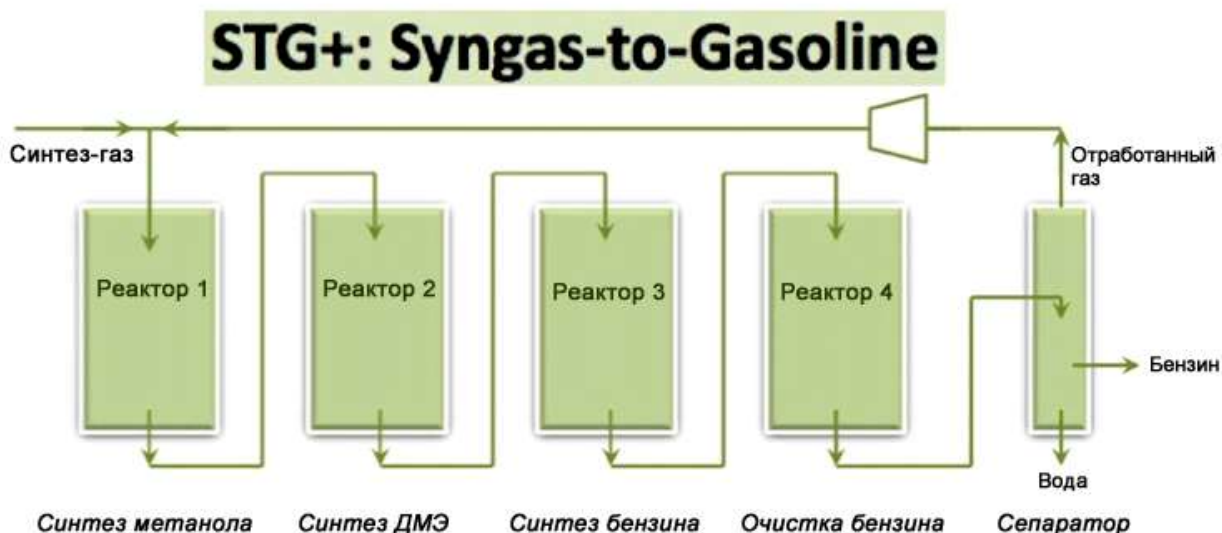 STG+: Syngas-to-Gasoline
Синтез-газ
Отработанный
газ
Реактор 1
Реактор 2
Реактор 3
Реактор 4
Бензин
Вода
Синтез метанола
Синтез ДМЭ
Синтез бензина
Очистка бензина
Сепаратор